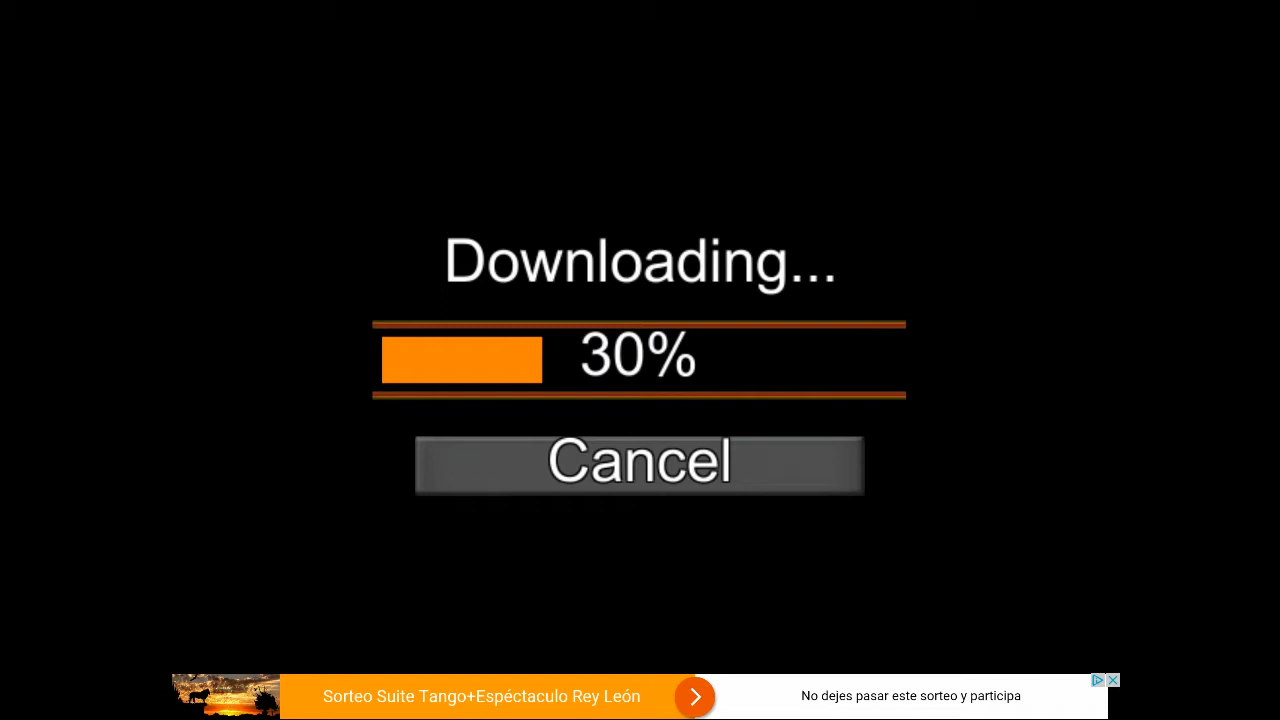 Downloading...
30%
Cancel
Sorteo Suite Tango+Espéctaculo Rey León
No dejes pasar este sorteo y participa